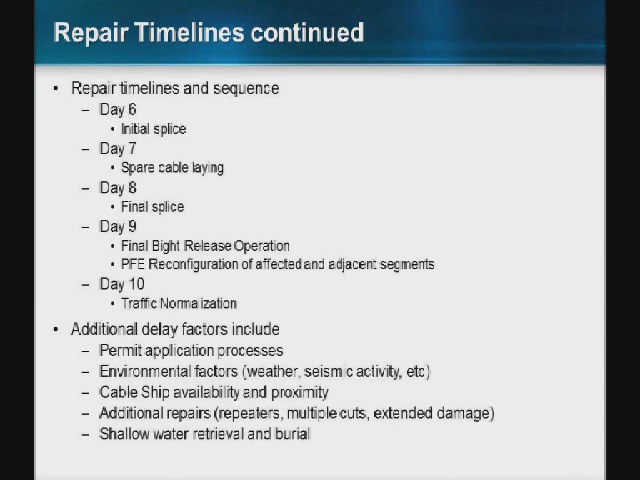 Repair Timelines continued
• Repair timelines and sequence
– Day 6
• Initial splice
– Day 7
• Spare cable laying
– Day 8
• Final splice
– Day 9
• Final Bight Release Operation
• PFE Reconfiguration of affected and adjacent segments
– Day 10
• Traffic Normalization
• Additional delay factors include
– Permit application processes
– Environmental factors (weather, seismic activity, etc)
– Cable Ship availability and proximity
– Additional repairs (repeaters, multiple cuts, extended damage)
– Shallow water retrieval and burial